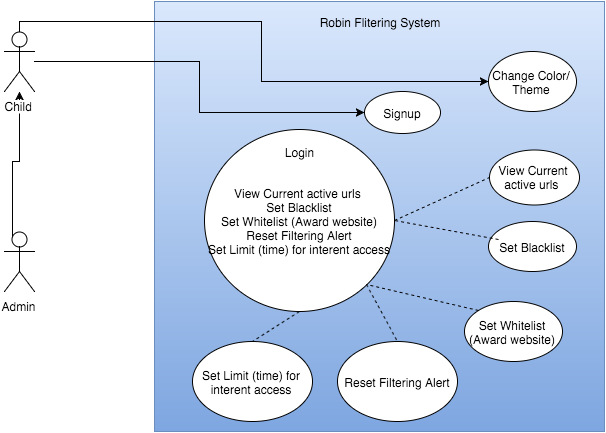 Robin Flitering System
Child
Change Color/
Theme
Signup
Login
View Current active urls
Set Blacklist
Set Whitelist (Award website)
Reset Filtering Alert
Set Limit (time) for interent access
View Current
active urls
Set Blacklist
Admin
Set Whitelist
(Award website)
Set Limit (time) for
interent access
Reset Filtering Alert